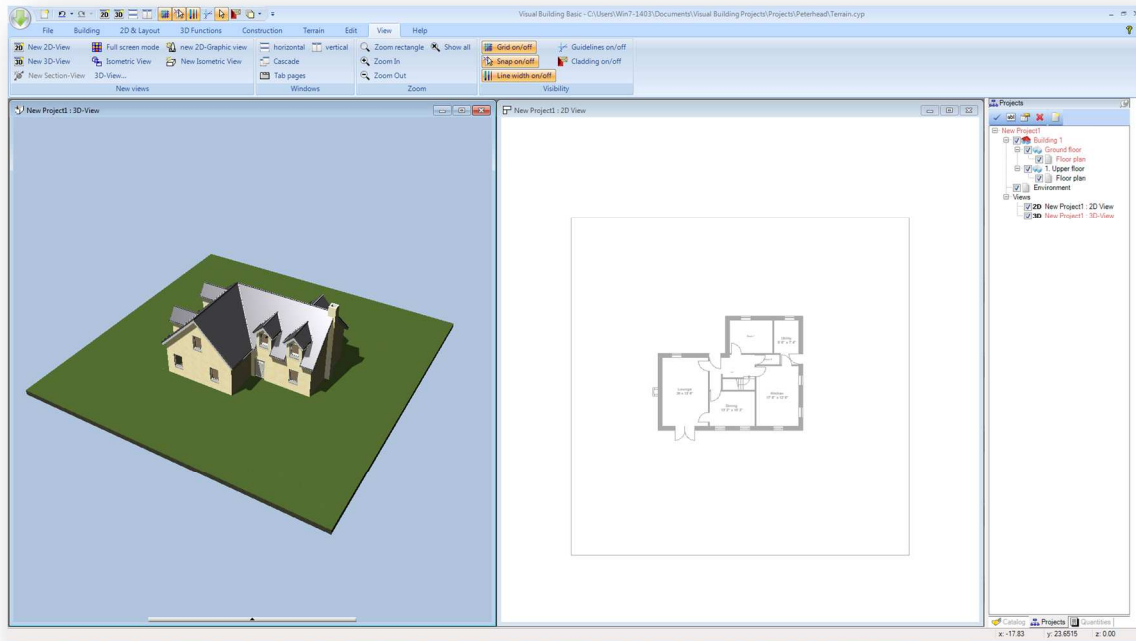 Visual Building Basic - C:\Users\Win7-1403\Documents\Visual Building Projects\Projects\Peterhead\Terrain.cyp
File Building 2D & Layout 3D Functions Construction Terrain Edit View Help
2D New 2D-View Full screen mode new 2D-Graphic view horizontal vertical Zoom rectangle Show all Grid on/off Guidelines on/off
3D New 3D-View Isometric View New Isometric View Cascade Zoom In Snap on/off Cladding on/off
New Section-View 3D-View... Tab pages Zoom Out Line width on/off
New views Windows Zoom Visibility
New Project1 : 3D-View
New Project1 : 2D View
Lounge
Dining
Kitchen
Utility
Projects
New Project1
Building 1
Ground floor
Floor plan
1. Upper floor
Floor plan
Environment
Views
2D New Project1 : 2D View
3D New Project1 : 3D-View
Catalog Projects Quantities
x: -17.83 y: 23.6515 z: 0.00